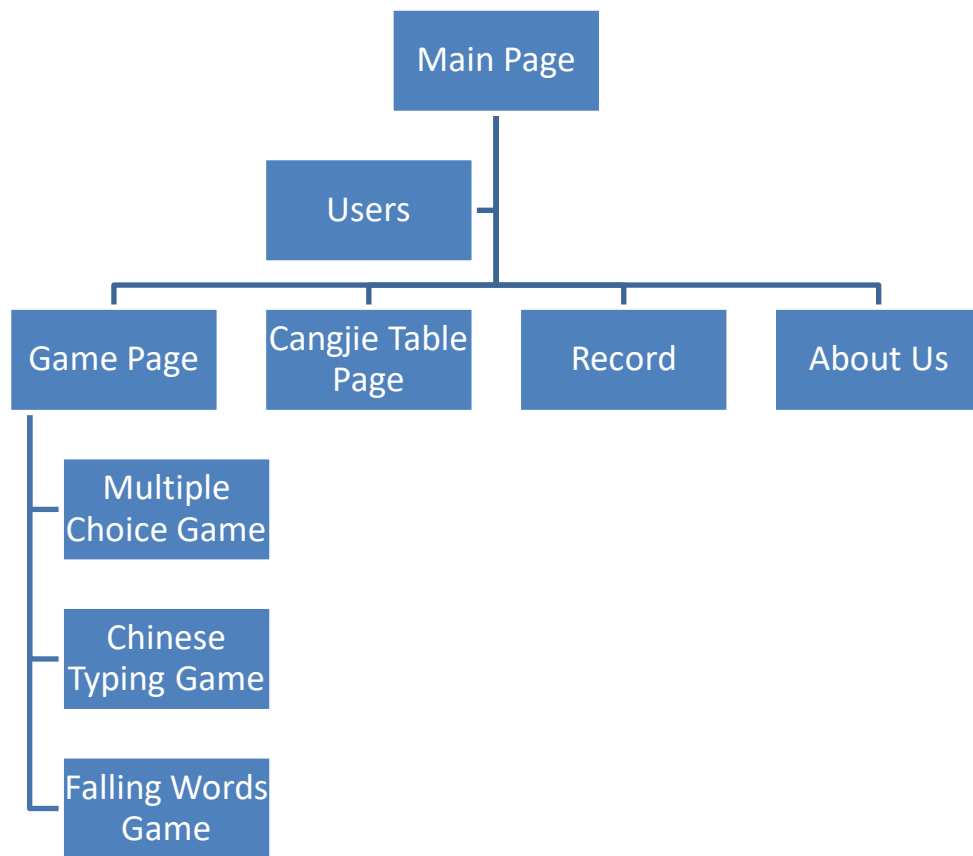 Main Page
Users
Game Page
Cangjie Table
Page
Record
About Us
Multiple
Choice Game
Chinese
Typing Game
Falling Words
Game